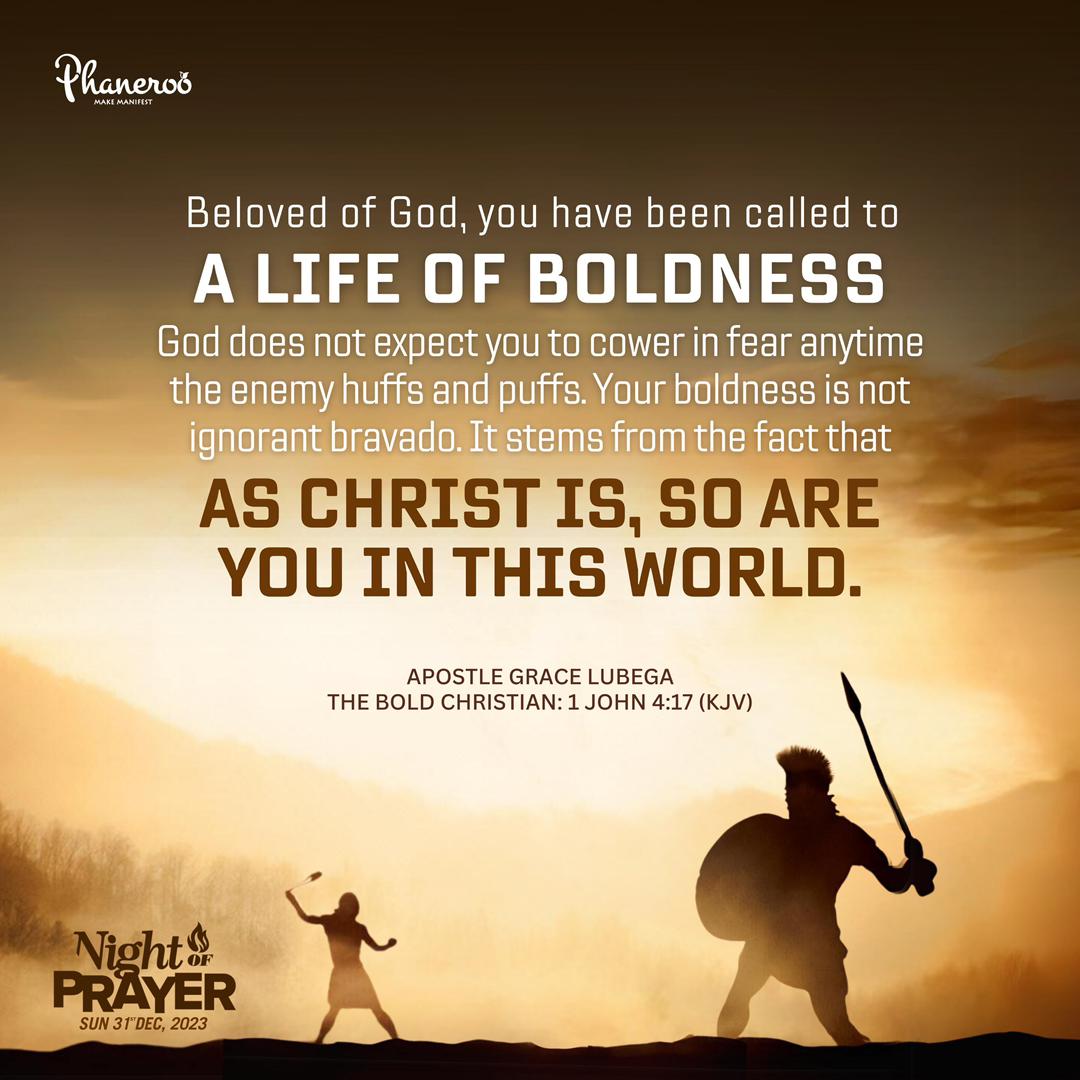 Phaneroo
MAKE MANIFEST
Beloved of God, you have been called to
A LIFE OF BOLDNESS
God does not expect you to cower in fear anytime
the enemy huffs and puffs. Your boldness is not
ignorant bravado. It stems from the fact that
AS CHRIST IS, SO ARE
YOU IN THIS WORLD.
APOSTLE GRACE LUBEGA
THE BOLD CHRISTIAN: 1 JOHN 4:17 (KJV)
Night OF
PRAYER
SUN 31ST DEC, 2023